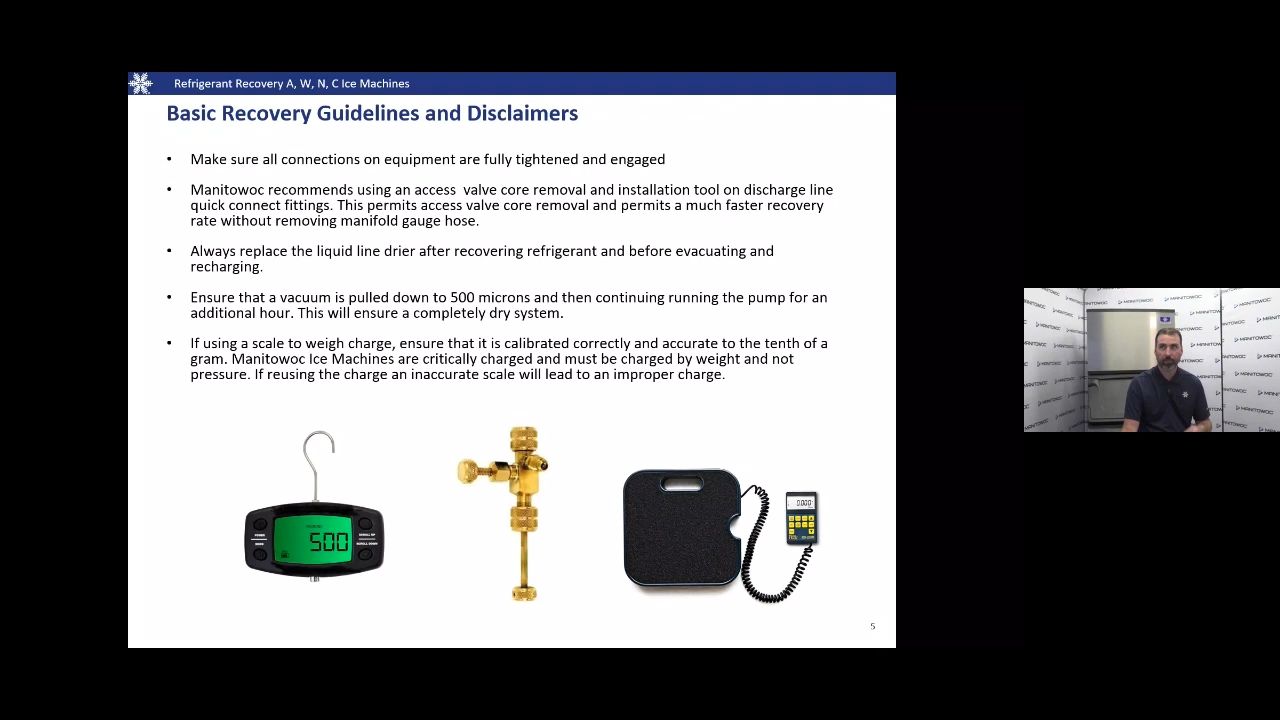 Refrigerant Recovery A, W, N, C Ice Machines
Basic Recovery Guidelines and Disclaimers
• Make sure all connections on equipment are fully tightened and engaged
• Manitowoc recommends using an access valve core removal and installation tool on discharge line
quick connect fittings. This permits access valve core removal and permits a much faster recovery
rate without removing manifold gauge hose.
• Always replace the liquid line drier after recovering refrigerant and before evacuating and
recharging.
• Ensure that a vacuum is pulled down to 500 microns and then continuing running the pump for an
additional hour. This will ensure a completely dry system.
• If using a scale to weigh charge, ensure that it is calibrated correctly and accurate to the tenth of a
gram. Manitowoc Ice Machines are critically charged and must be charged by weight and not
pressure. If reusing the charge an inaccurate scale will lead to an improper charge.
500
0.000
5
MANITOWOC